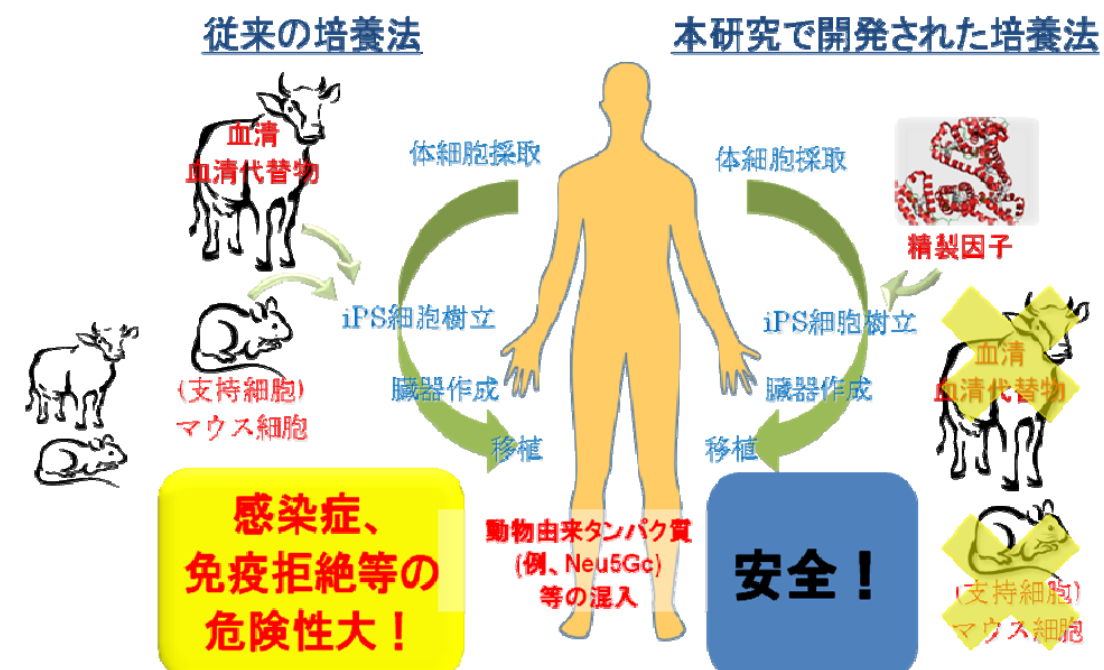 従来の培養法
血清
血清代替物
体細胞採取
iPS細胞樹立
(支持細胞)
マウス細胞
臓器作成
移植
感染症、
免疫拒絶等の
危険性大！
動物由来タンパク質
(例、Neu5Gc)
等の混入
本研究で開発された培養法
体細胞採取
精製因子
iPS細胞樹立
血清
血清代替物
臓器作成
移植
安全！
(支持細胞)
マウス細胞